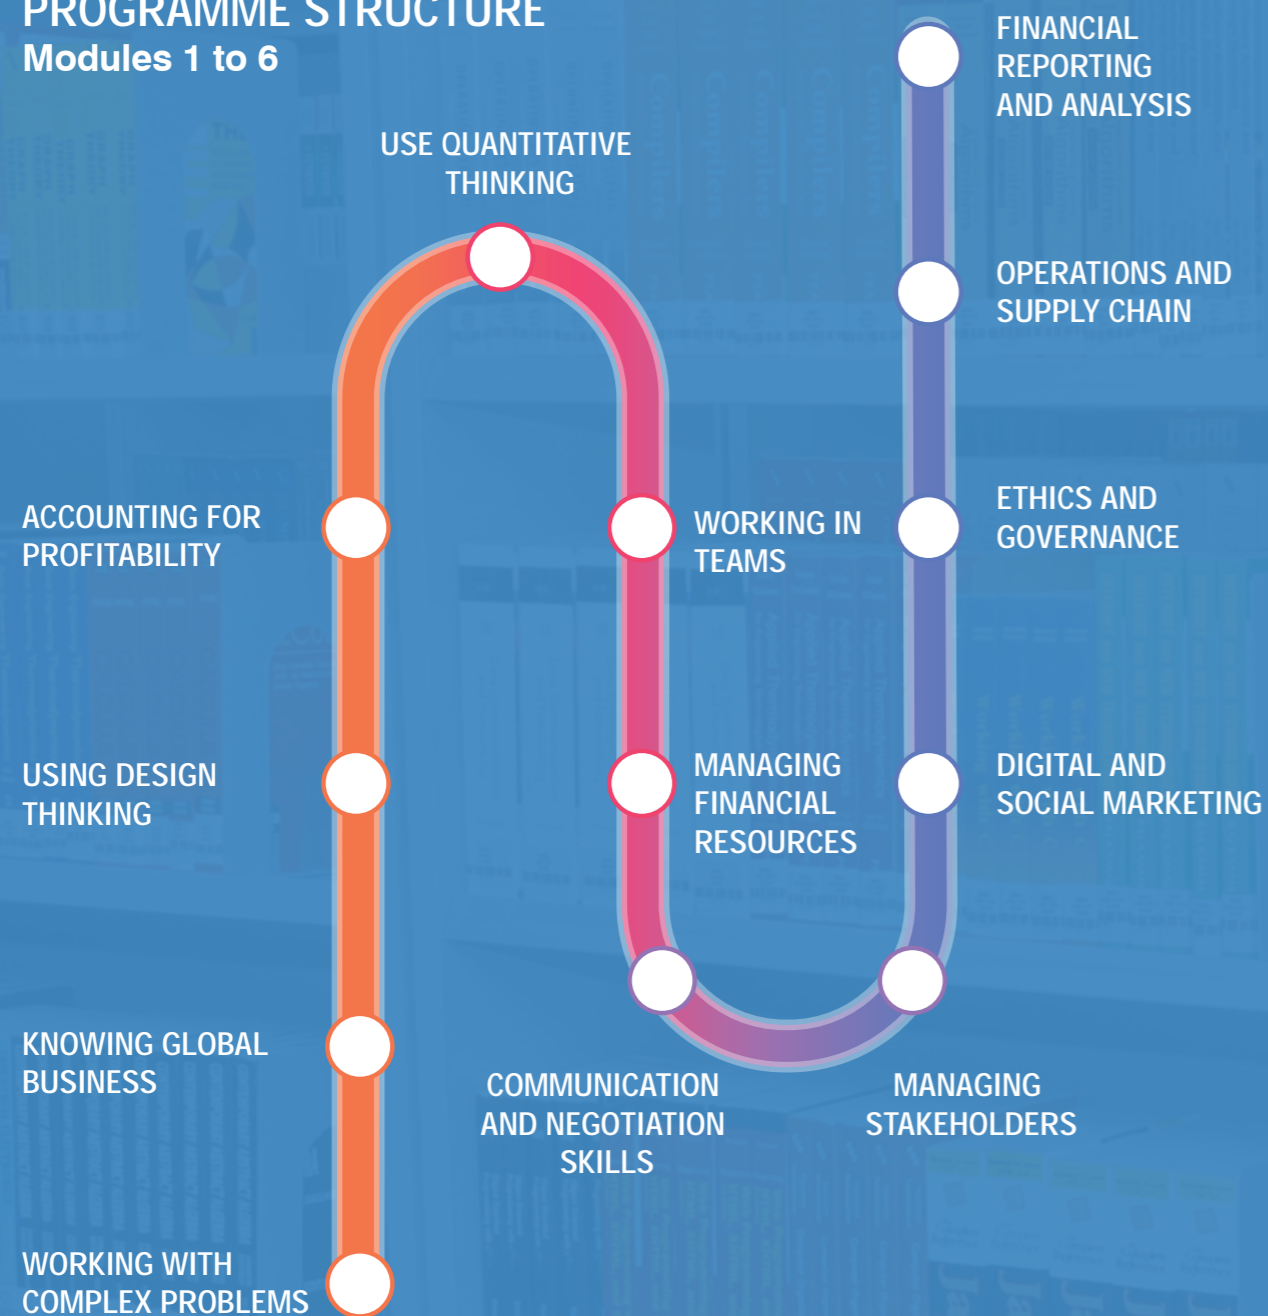 PROGRAMME STRUCTURE
Modules 1 to 6
FINANCIAL
REPORTING
AND ANALYSIS
USE QUANTITATIVE
THINKING
OPERATIONS AND
SUPPLY CHAIN
ACCOUNTING FOR
PROFITABILITY
WORKING IN
TEAMS
ETHICS AND
GOVERNANCE
USING DESIGN
THINKING
MANAGING
FINANCIAL
RESOURCES
DIGITAL AND
SOCIAL MARKETING
KNOWING GLOBAL
BUSINESS
COMMUNICATION
AND NEGOTIATION
SKILLS
MANAGING
STAKEHOLDERS
WORKING WITH
COMPLEX PROBLEMS